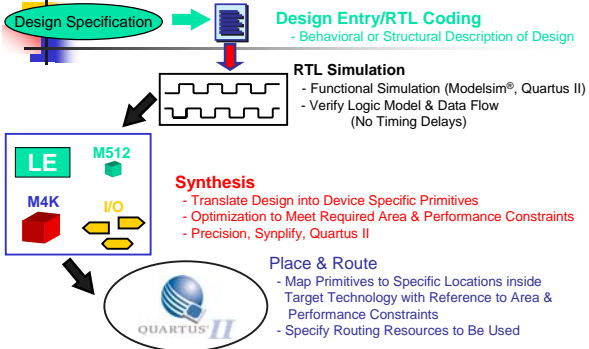 Design Specification
Design Entry/RTL Coding
- Behavioral or Structural Description of Design
RTL Simulation
- Functional Simulation (Modelsim®, Quartus II)
- Verify Logic Model & Data Flow
(No Timing Delays)
LE
M512
M4K
I/O
Synthesis
- Translate Design into Device Specific Primitives
- Optimization to Meet Required Area & Performance Constraints
- Precision, Synplify, Quartus II
Place & Route
- Map Primitives to Specific Locations inside
Target Technology with Reference to Area &
Performance Constraints
- Specify Routing Resources to Be Used
QUARTUS® II